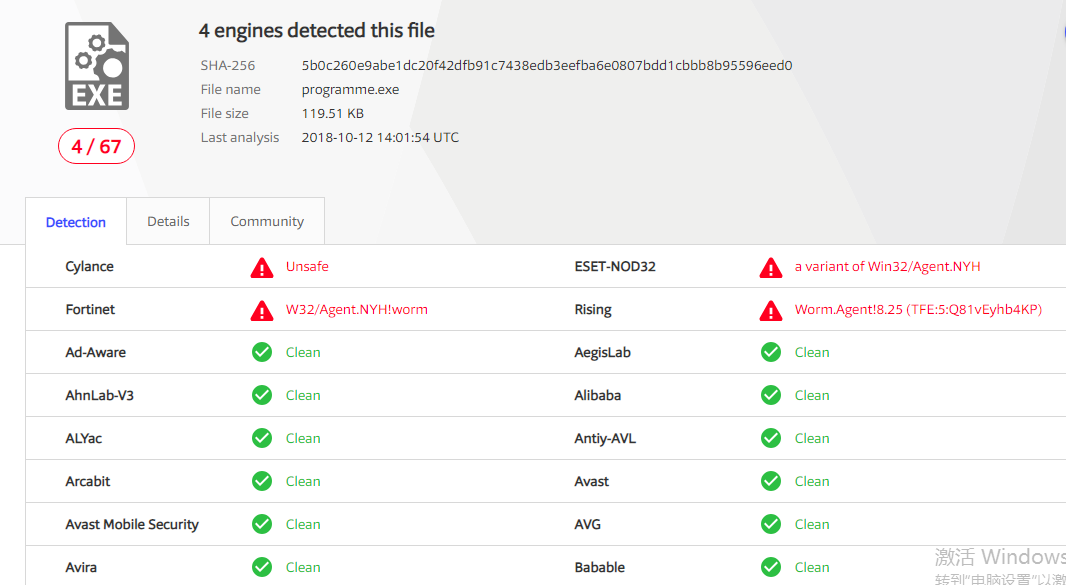 4 engines detected this file
SHA-256 5b0c260e9abe1dc20f42dfb91c7438edb3eefba6e0807bdd1cbbb8b95596eed0
File name programme.exe
File size 119.51 KB
Last analysis 2018-10-12 14:01:54 UTC
EXE
4 / 67
Detection Details Community
Cylance Unsafe ESET-NOD32 a variant of Win32/Agent.NYH
Fortinet W32/Agent.NYH!worm Rising Worm.Agent!8.25 (TFE:5:Q81vEyhb4KP)
Ad-Aware Clean AegisLab Clean
AhnLab-V3 Clean Alibaba Clean
ALYac Clean Antiy-AVL Clean
Arcabit Clean Avast Clean
Avast Mobile Security Clean AVG Clean
Avira Clean Babable Clean
激活 Windows
转到"电脑设置"以激